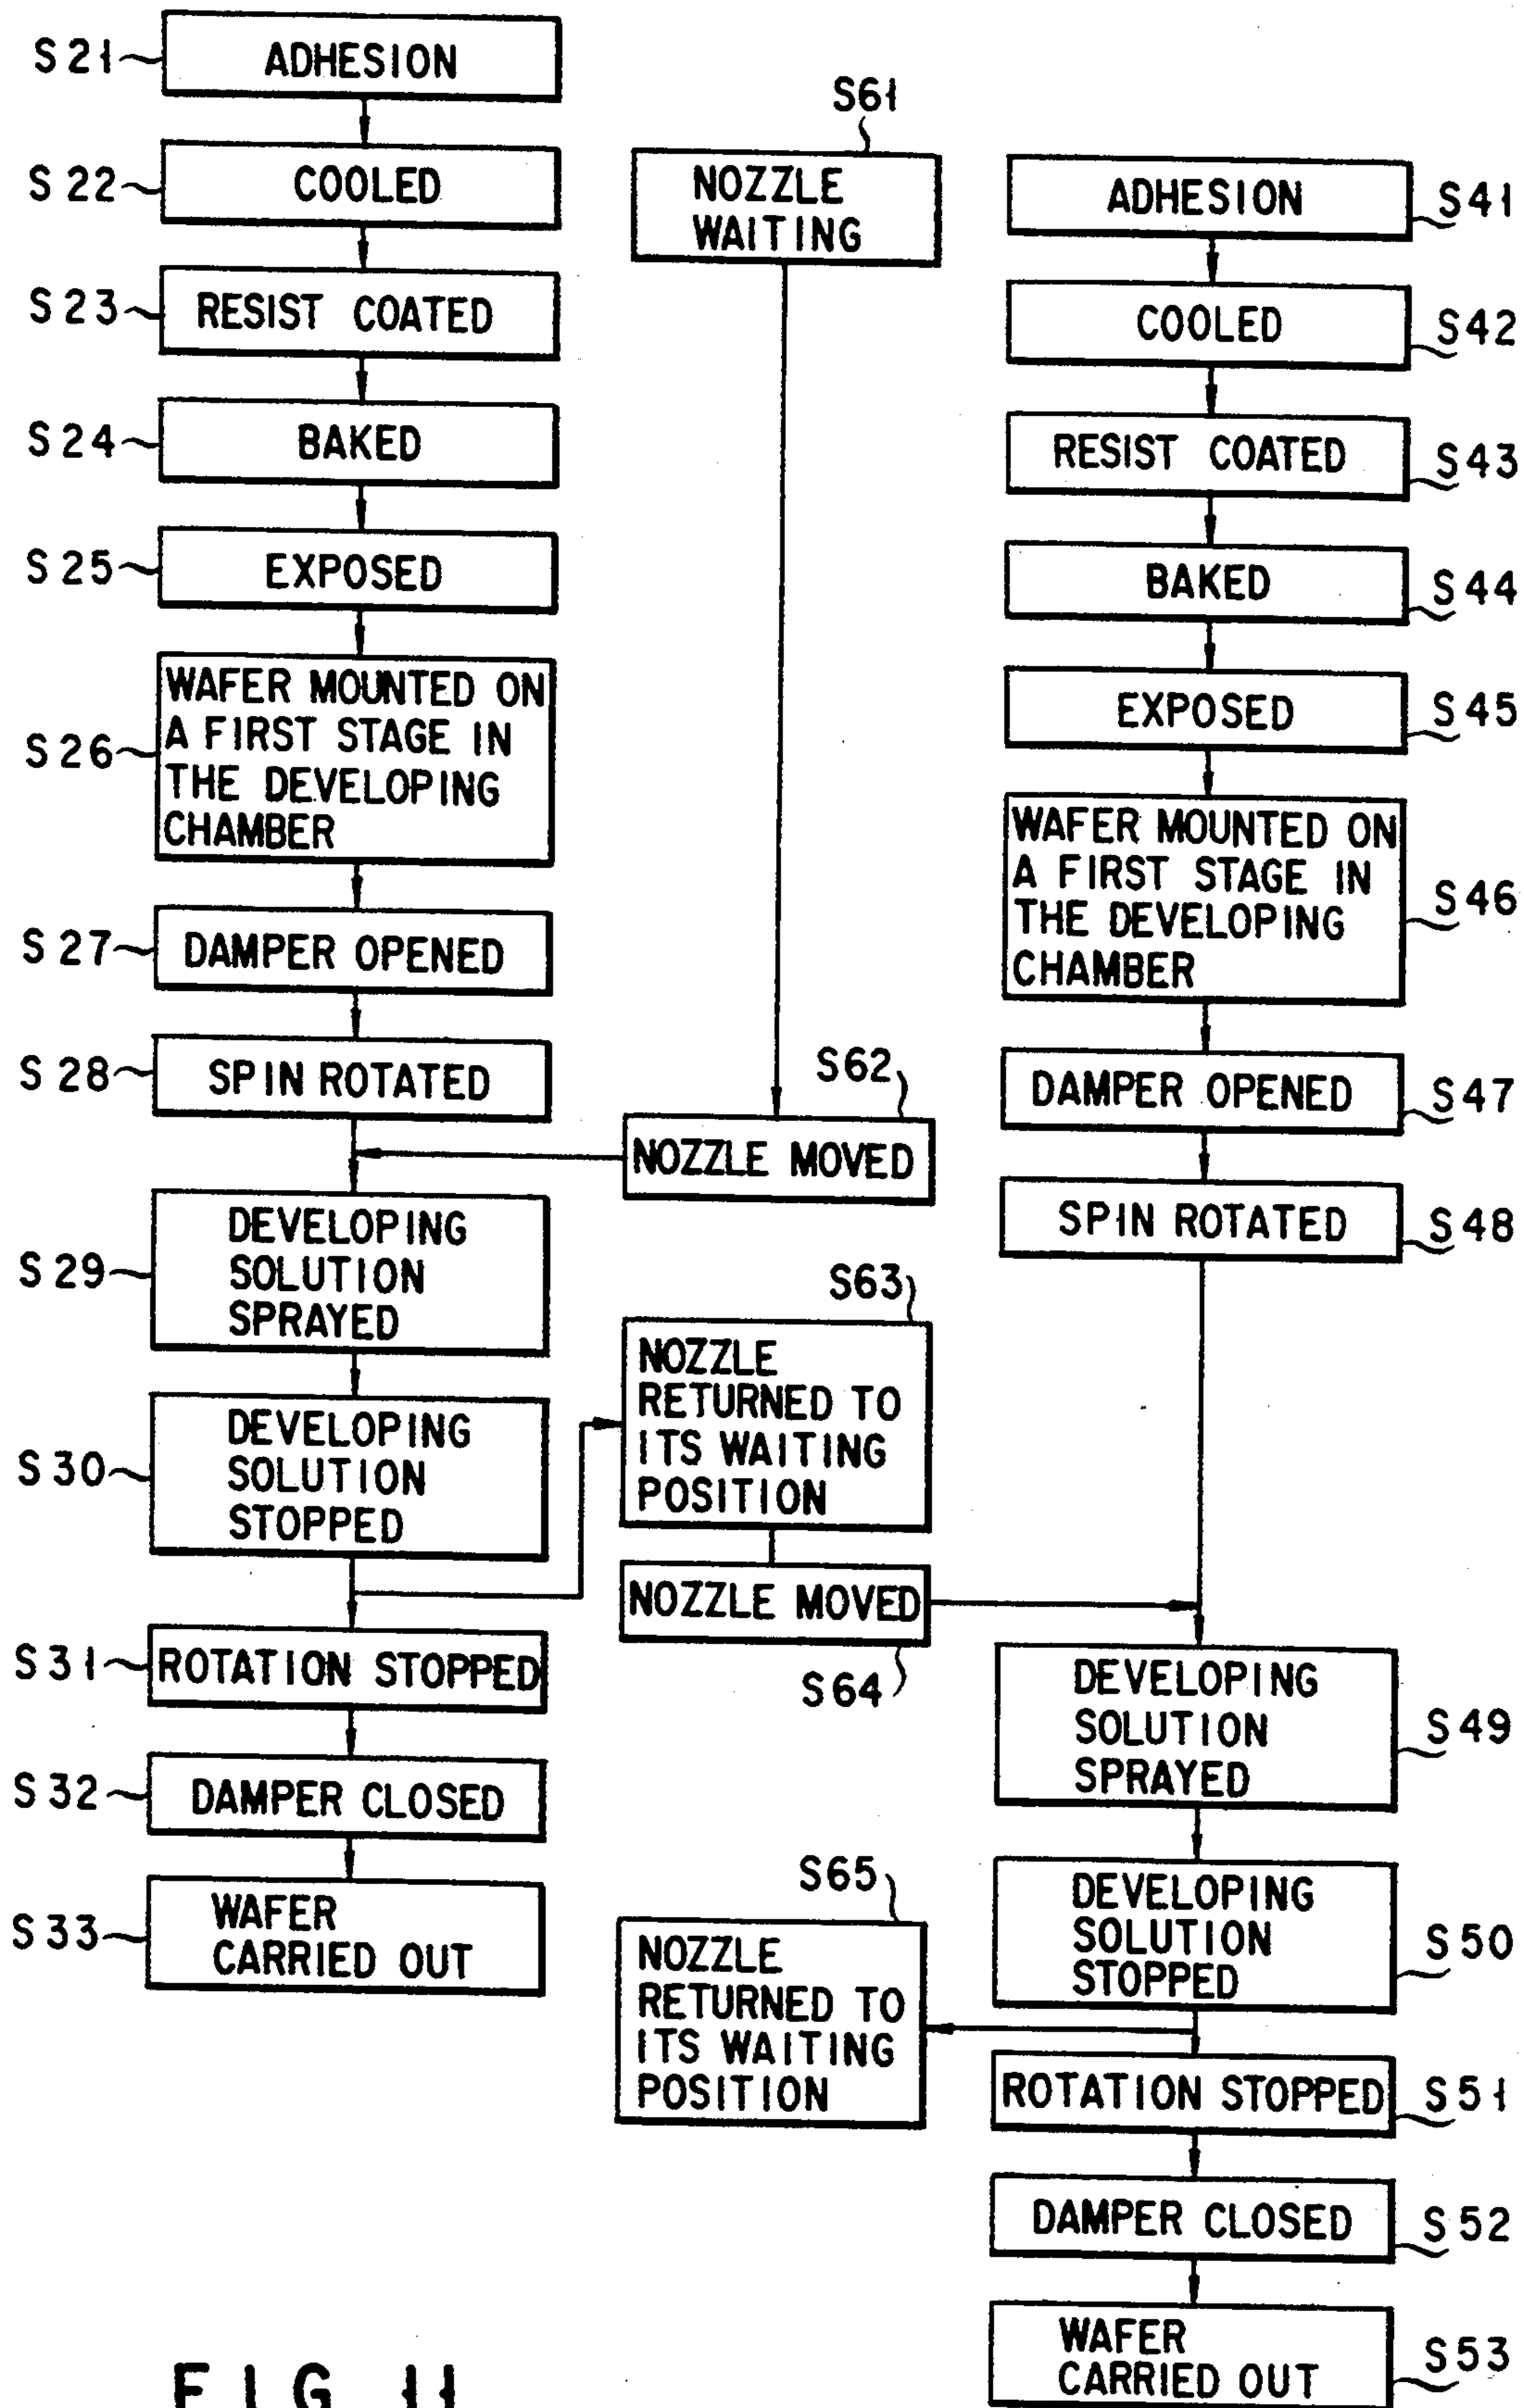 S21
ADHESION
S22
COOLED
S23
RESIST COATED
S24
BAKED
S25
EXPOSED
S26
WAFER MOUNTED ON
A FIRST STAGE IN
THE DEVELOPING
CHAMBER
S27
DAMPER OPENED
S28
SPIN ROTATED
S29
DEVELOPING
SOLUTION
SPRAYED
S30
DEVELOPING
SOLUTION
STOPPED
S31
ROTATION STOPPED
S32
DAMPER CLOSED
S33
WAFER
CARRIED OUT
S61
NOZZLE
WAITING
S62
NOZZLE MOVED
S63
NOZZLE
RETURNED TO
ITS WAITING
POSITION
NOZZLE MOVED
S64
S65
NOZZLE
RETURNED TO
ITS WAITING
POSITION
ADHESION
S41
COOLED
S42
RESIST COATED
S43
BAKED
S44
EXPOSED
S45
WAFER MOUNTED ON
A FIRST STAGE IN
THE DEVELOPING
CHAMBER
S46
DAMPER OPENED
S47
SPIN ROTATED
S48
DEVELOPING
SOLUTION
SPRAYED
S49
DEVELOPING
SOLUTION
STOPPED
S50
ROTATION STOPPED
S51
DAMPER CLOSED
S52
WAFER
CARRIED OUT
S53
FIG. 11